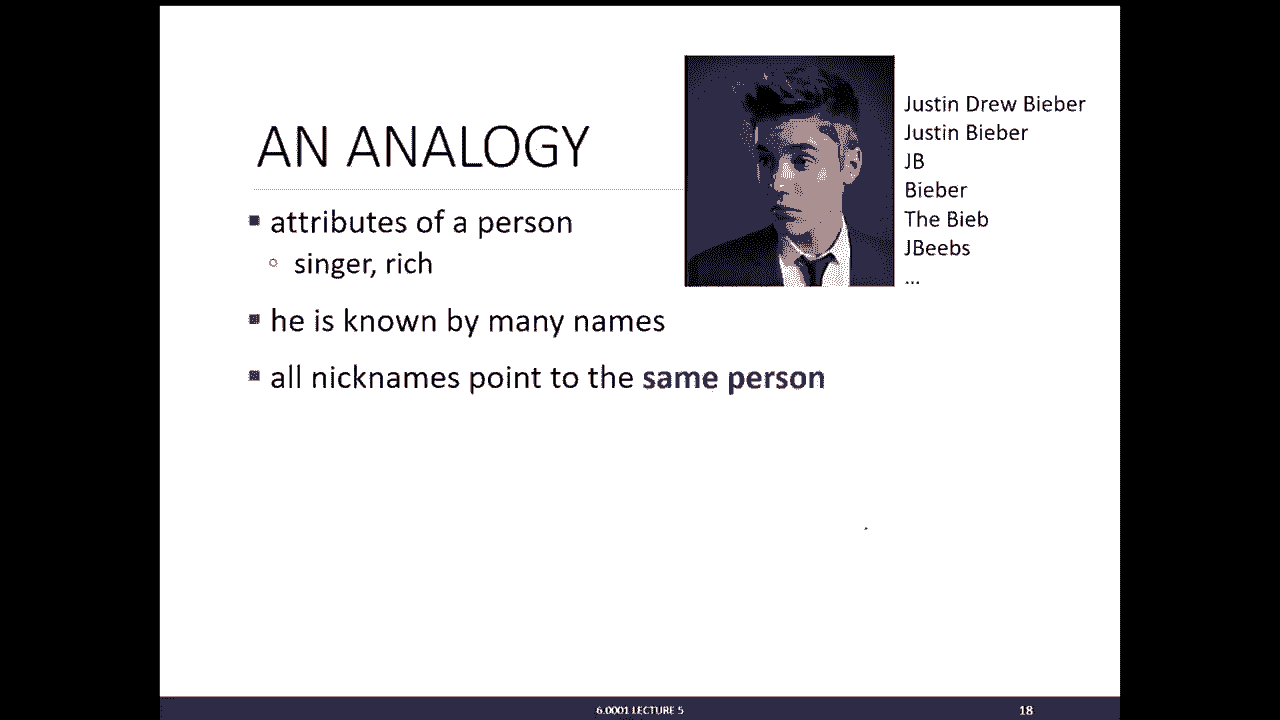 AN ANALOGY
Justin Drew Bieber
Justin Bieber
JB
Bieber
The Bieb
JBeebs
...
▪ attributes of a person
◦ singer, rich
▪ he is known by many names
▪ all nicknames point to the same person
6.0001 LECTURE 5
18